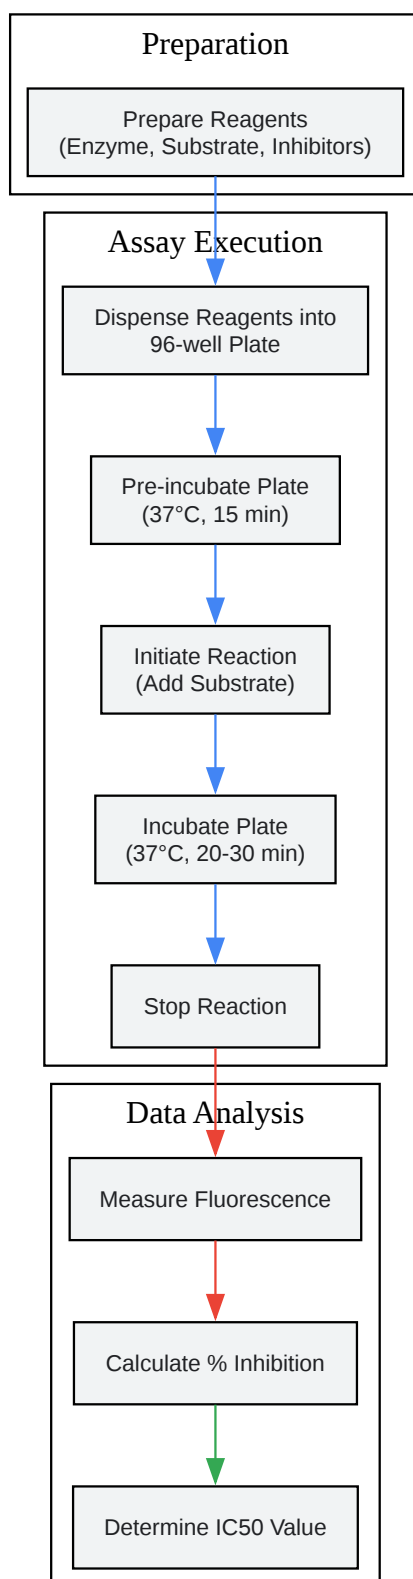 Preparation
Prepare Reagents
(Enzyme, Substrate, Inhibitors)
Assay Execution
Dispense Reagents into
96-well Plate
Pre-incubate Plate
(37°C, 15 min)
Initiate Reaction
(Add Substrate)
Incubate Plate
(37°C, 20-30 min)
Stop Reaction
Data Analysis
Measure Fluorescence
Calculate % Inhibition
Determine IC50 Value